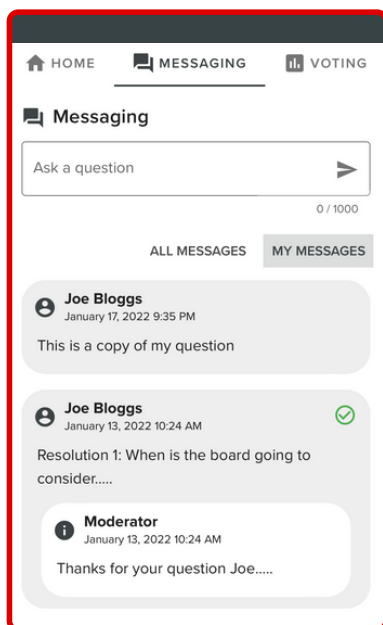 HOME MESSAGING VOTING
Messaging
Ask a question
0 / 1000
ALL MESSAGES MY MESSAGES
Joe Bloggs
January 17, 2022 9:35 PM
This is a copy of my question
Joe Bloggs
January 13, 2022 10:24 AM
Resolution 1: When is the board going to
consider.....
Moderator
January 13, 2022 10:24 AM
Thanks for your question Joe.....